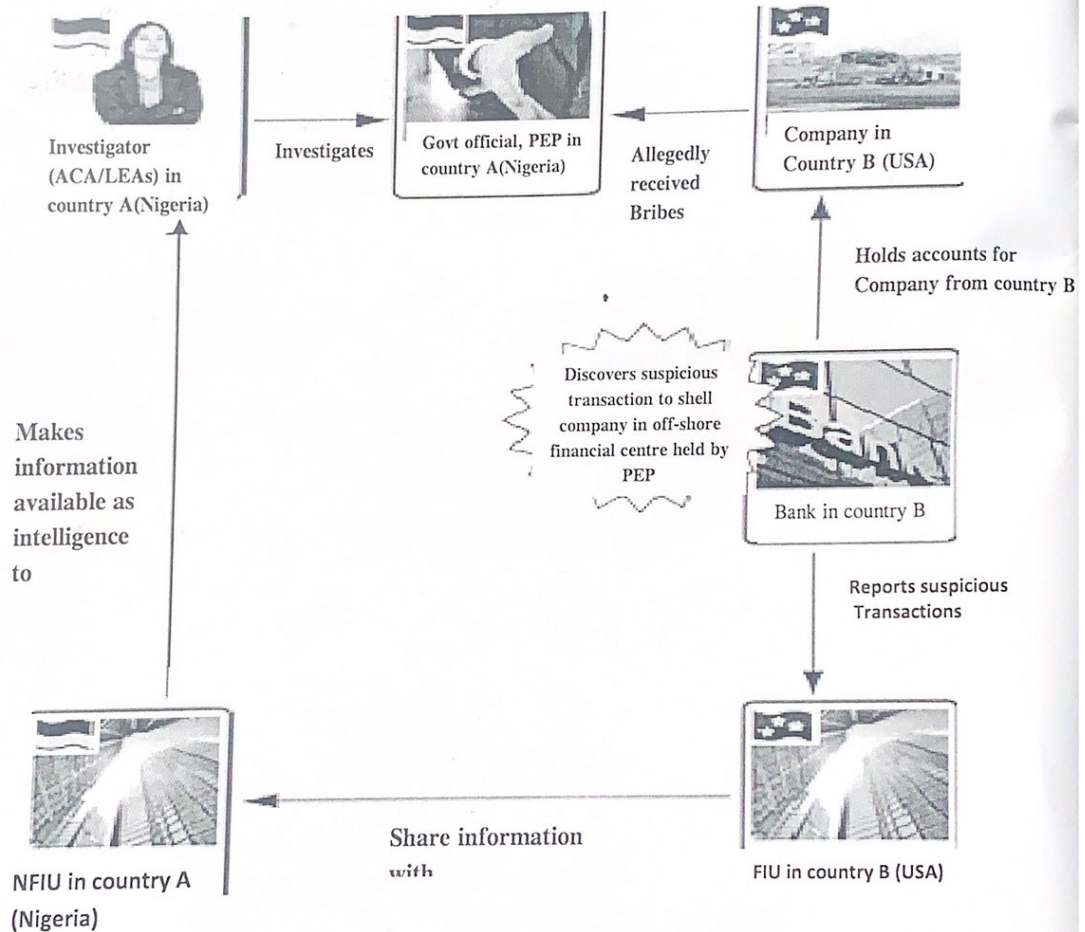 Investigator
(ACA/LEAs) in
country A(Nigeria)
Investigates
Govt official, PEP in
country A(Nigeria)
Allegedly
received
Bribes
Company in
Country B (USA)
Holds accounts for
Company from country B
Discovers suspicious
transaction to shell
company in off-shore
financial centre held by
PEP
Bank
Bank in country B
Reports suspicious
Transactions
Makes
information
available as
intelligence
to
Share information
with
NFIU in country A
(Nigeria)
FIU in country B (USA)